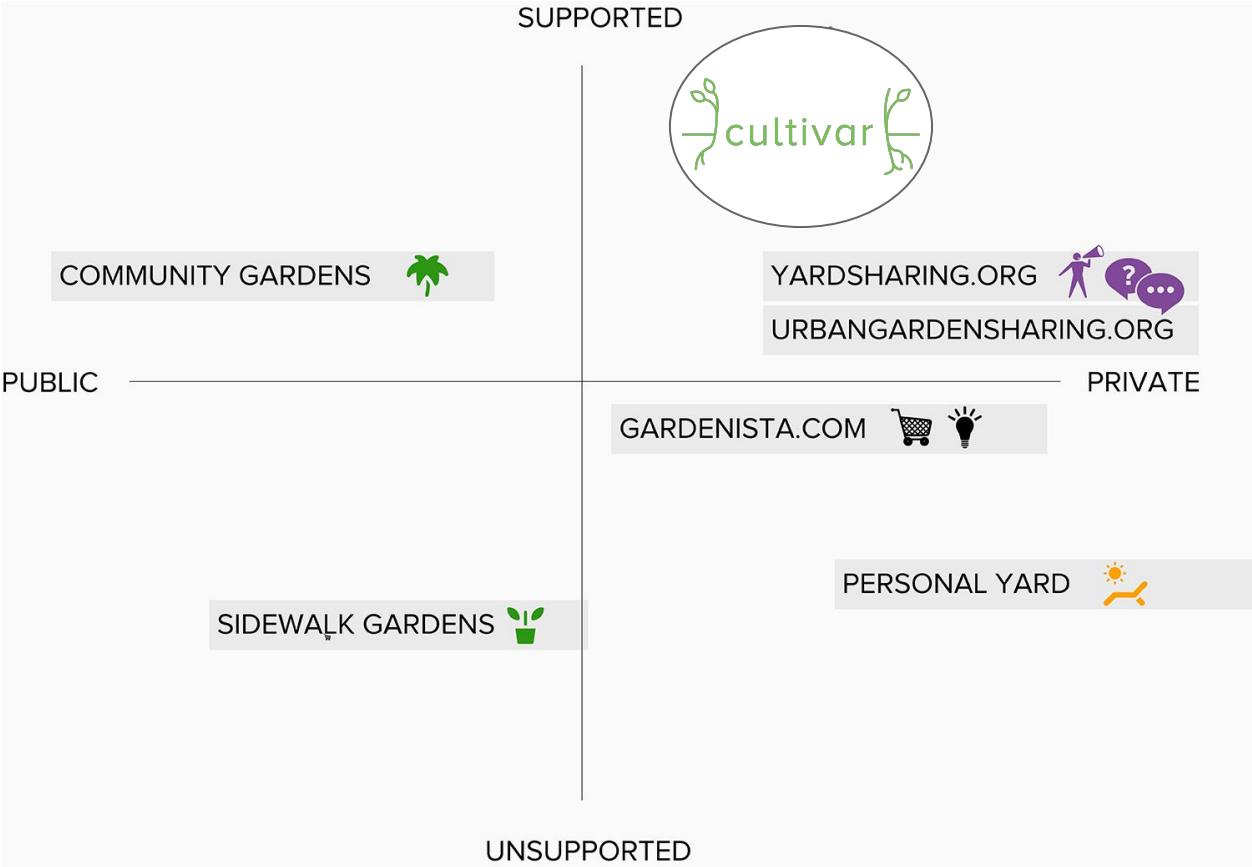 SUPPORTED
cultivar
COMMUNITY GARDENS
YARDSHARING.ORG
?
URBANGARDENSHARING.ORG
PUBLIC
PRIVATE
GARDENISTA.COM
PERSONAL YARD
SIDEWALK GARDENS
UNSUPPORTED